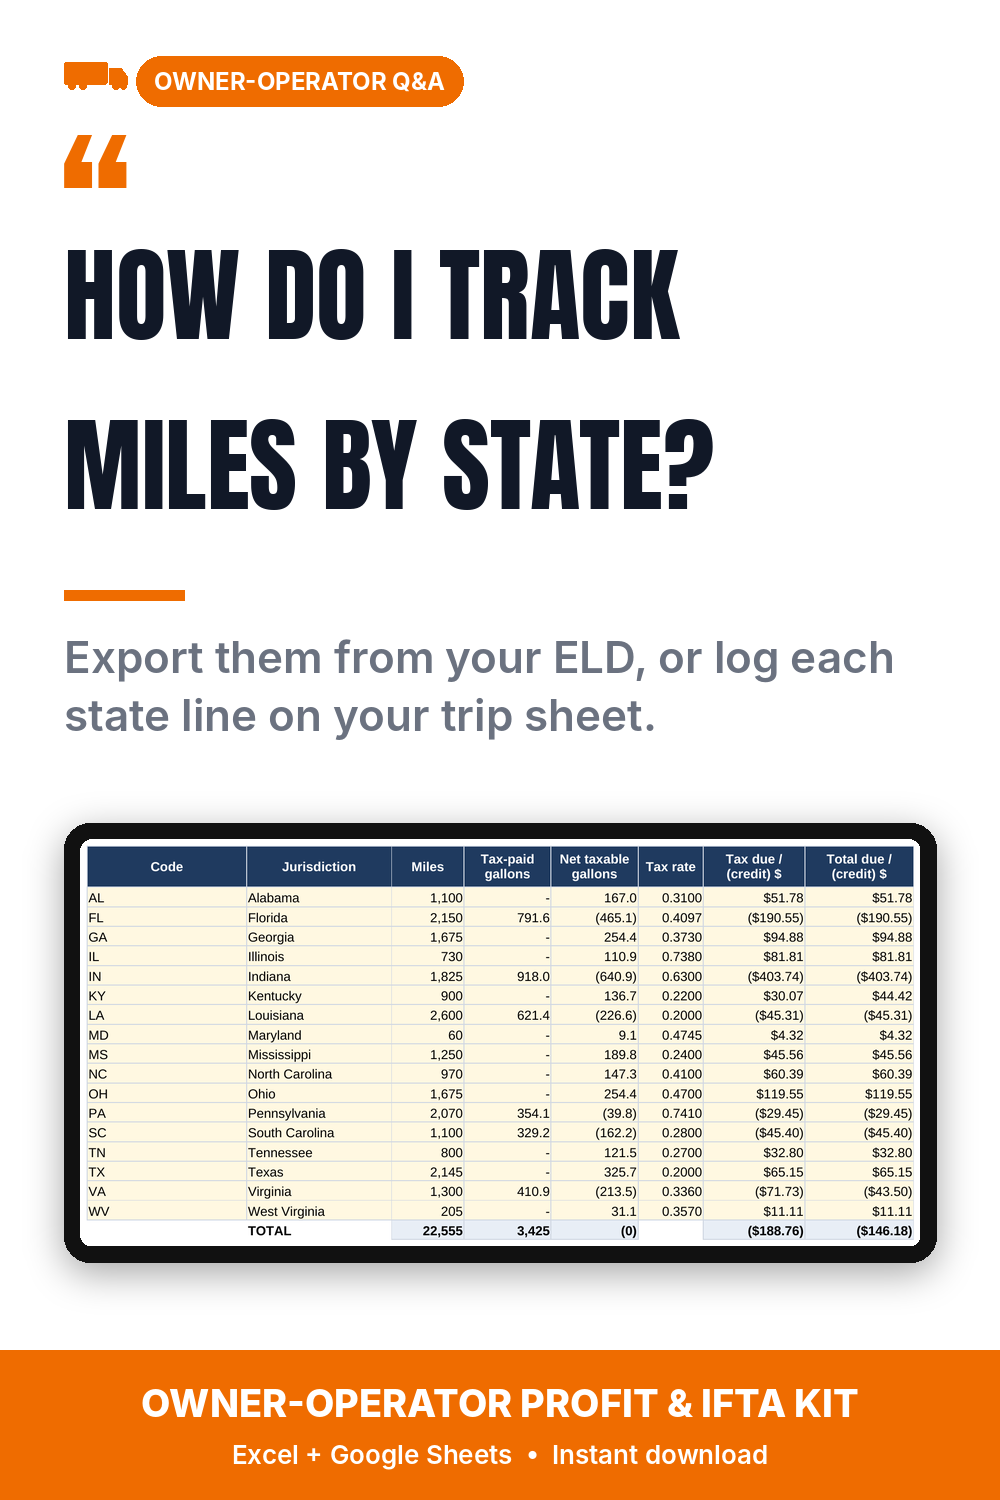 OWNER-OPERATOR Q&A
“
HOW DO I TRACK
MILES BY STATE?
Export them from your ELD, or log each
state line on your trip sheet.
Code Jurisdiction Miles Tax-paid gallons Net taxable gallons Tax rate Tax due / (credit) $ Total due / (credit) $
AL Alabama 1,100 - 167.0 0.3100 $51.78 $51.78
FL Florida 2,150 791.6 (465.1) 0.4097 ($190.55) ($190.55)
GA Georgia 1,675 - 254.4 0.3730 $94.88 $94.88
IL Illinois 730 - 110.9 0.7380 $81.81 $81.81
IN Indiana 1,825 918.0 (640.9) 0.6300 ($403.74) ($403.74)
KY Kentucky 900 - 136.7 0.2200 $30.07 $44.42
LA Louisiana 2,600 621.4 (226.6) 0.2000 ($45.31) ($45.31)
MD Maryland 60 - 9.1 0.4745 $4.32 $4.32
MS Mississippi 1,250 - 189.8 0.2400 $45.56 $45.56
NC North Carolina 970 - 147.3 0.4100 $60.39 $60.39
OH Ohio 1,675 - 254.4 0.4700 $119.55 $119.55
PA Pennsylvania 2,070 354.1 (39.8) 0.7410 ($29.45) ($29.45)
SC South Carolina 1,100 329.2 (162.2) 0.2800 ($45.40) ($45.40)
TN Tennessee 800 - 121.5 0.2700 $32.80 $32.80
TX Texas 2,145 - 325.7 0.2000 $65.15 $65.15
VA Virginia 1,300 410.9 (213.5) 0.3360 ($71.73) ($43.50)
WV West Virginia 205 - 31.1 0.3570 $11.11 $11.11
TOTAL 22,555 3,425 (0) ($188.76) ($146.18)
OWNER-OPERATOR PROFIT & IFTA KIT
Excel + Google Sheets • Instant download